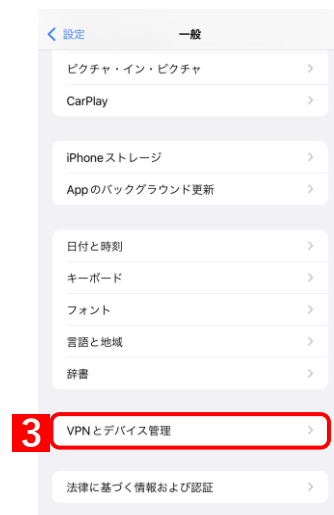 設定
一般
ピクチャ・イン・ピクチャ
CarPlay
iPhoneストレージ
Appのバックグラウンド更新
日付と時刻
キーボード
フォント
言語と地域
辞書
3
VPNとデバイス管理
法律に基づく情報および認証